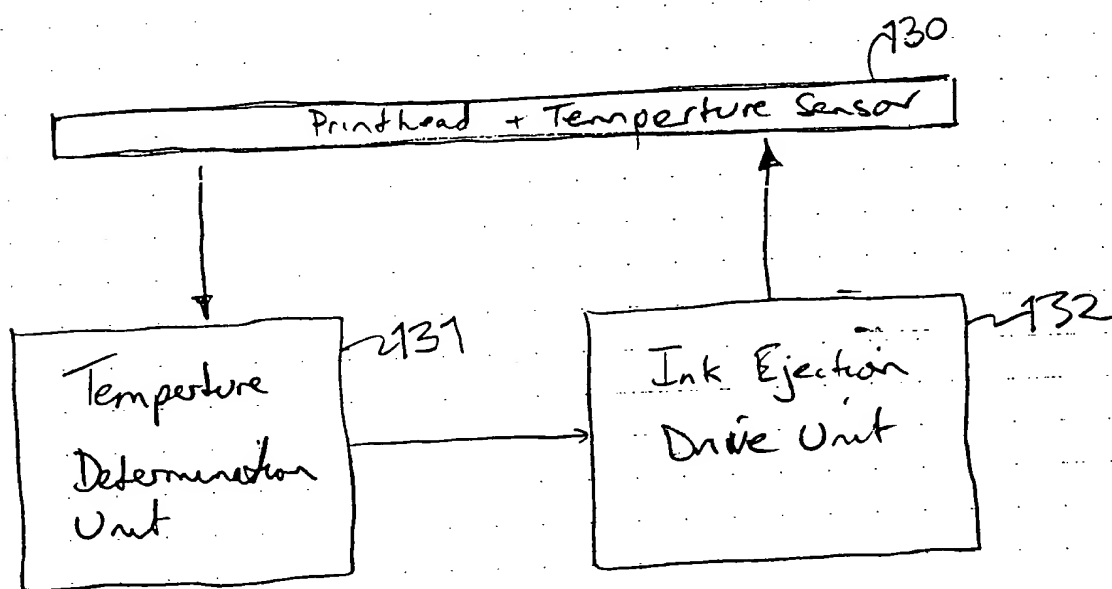 130
Printhead + Temperture Sensor
131
132
Temperture
Determination
Unit
Ink Ejection
Drive Unit